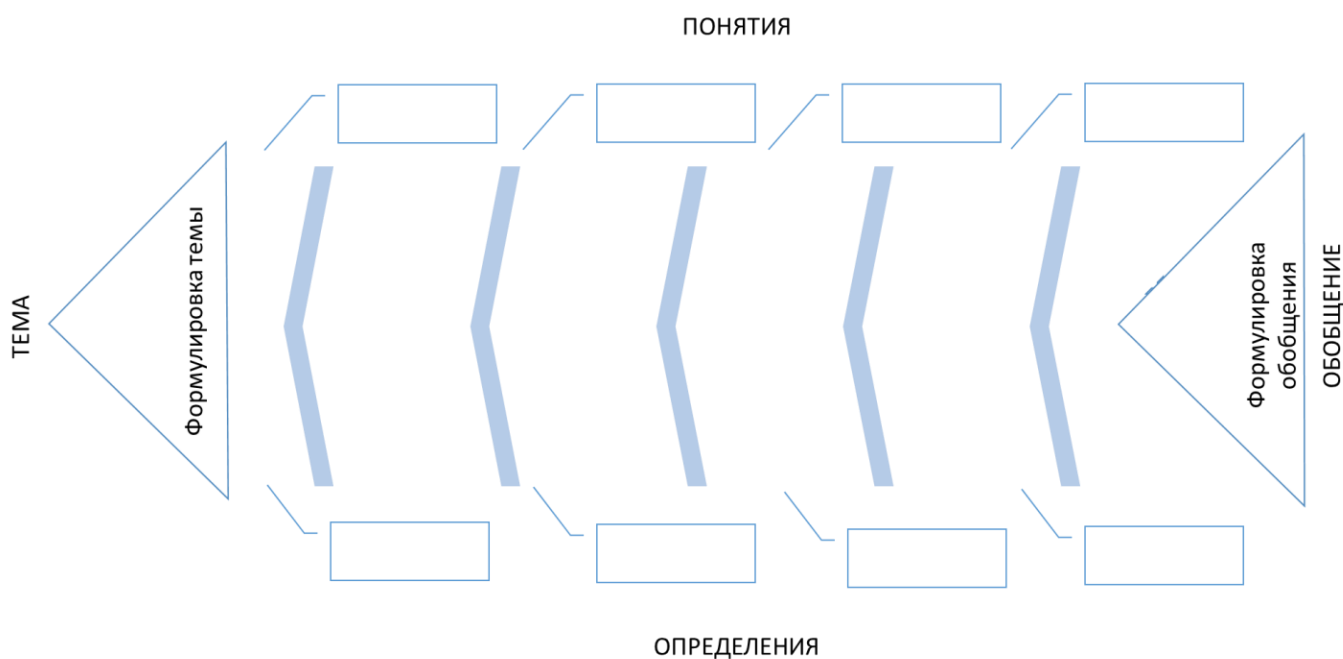 ПОНЯТИЯ
ТЕМА
Формулировка темы
Формулировка
обобщения
ОБОБЩЕНИЕ
ОПРЕДЕЛЕНИЯ